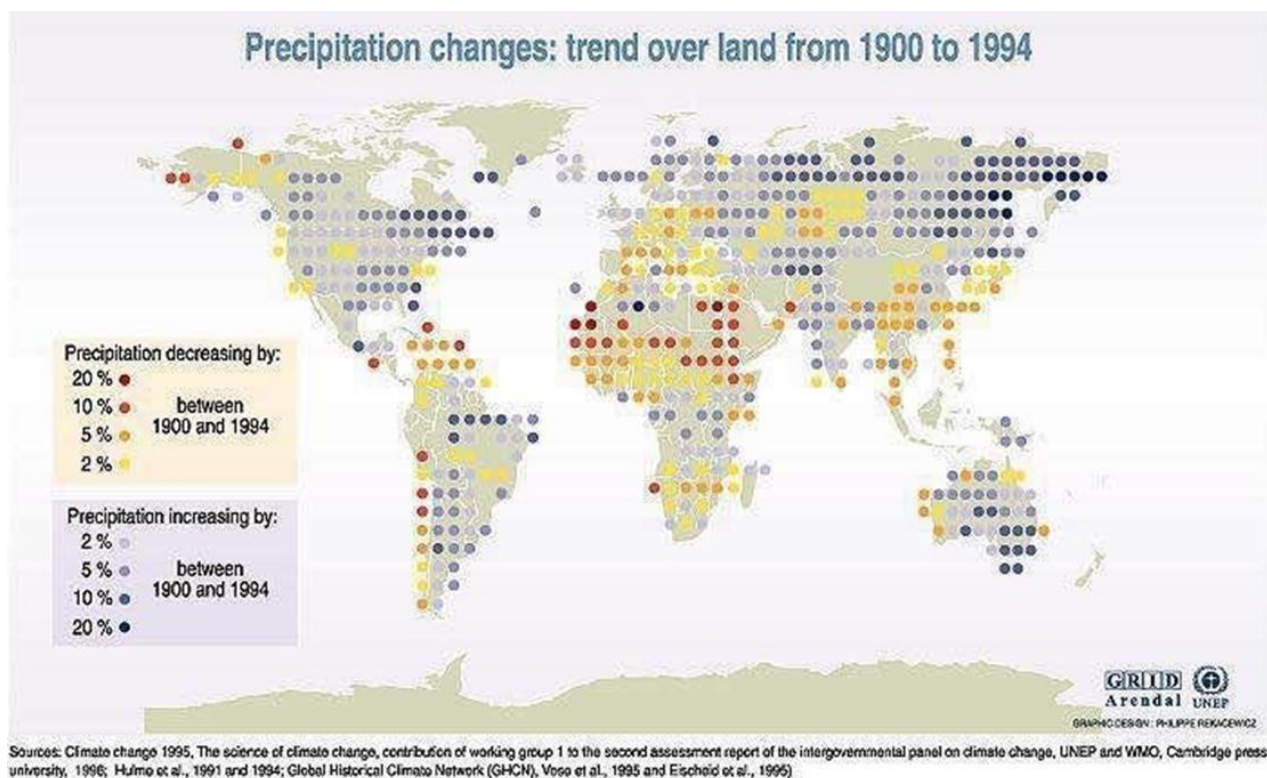 Precipitation changes: trend over land from 1900 to 1994
Precipitation decreasing by:
20 %
10 %
5 %
2 %
between
1900 and 1994
Precipitation increasing by:
2 %
5 %
10 %
20 %
between
1900 and 1994
GRID
Arendal
UNEP
GRAPHIC DESIGN : PHILIPPE REKACEWICZ
Sources: Climate change 1995, The science of climate change, contribution of working group 1 to the second assessment report of the intergovernmental panel on climate change, UNEP and WMO, Cambridge press
university, 1996; Hulme et al., 1991 and 1994; Global Historical Climate Network (GHCN), Vose et al., 1995 and Eischeid et al., 1995)